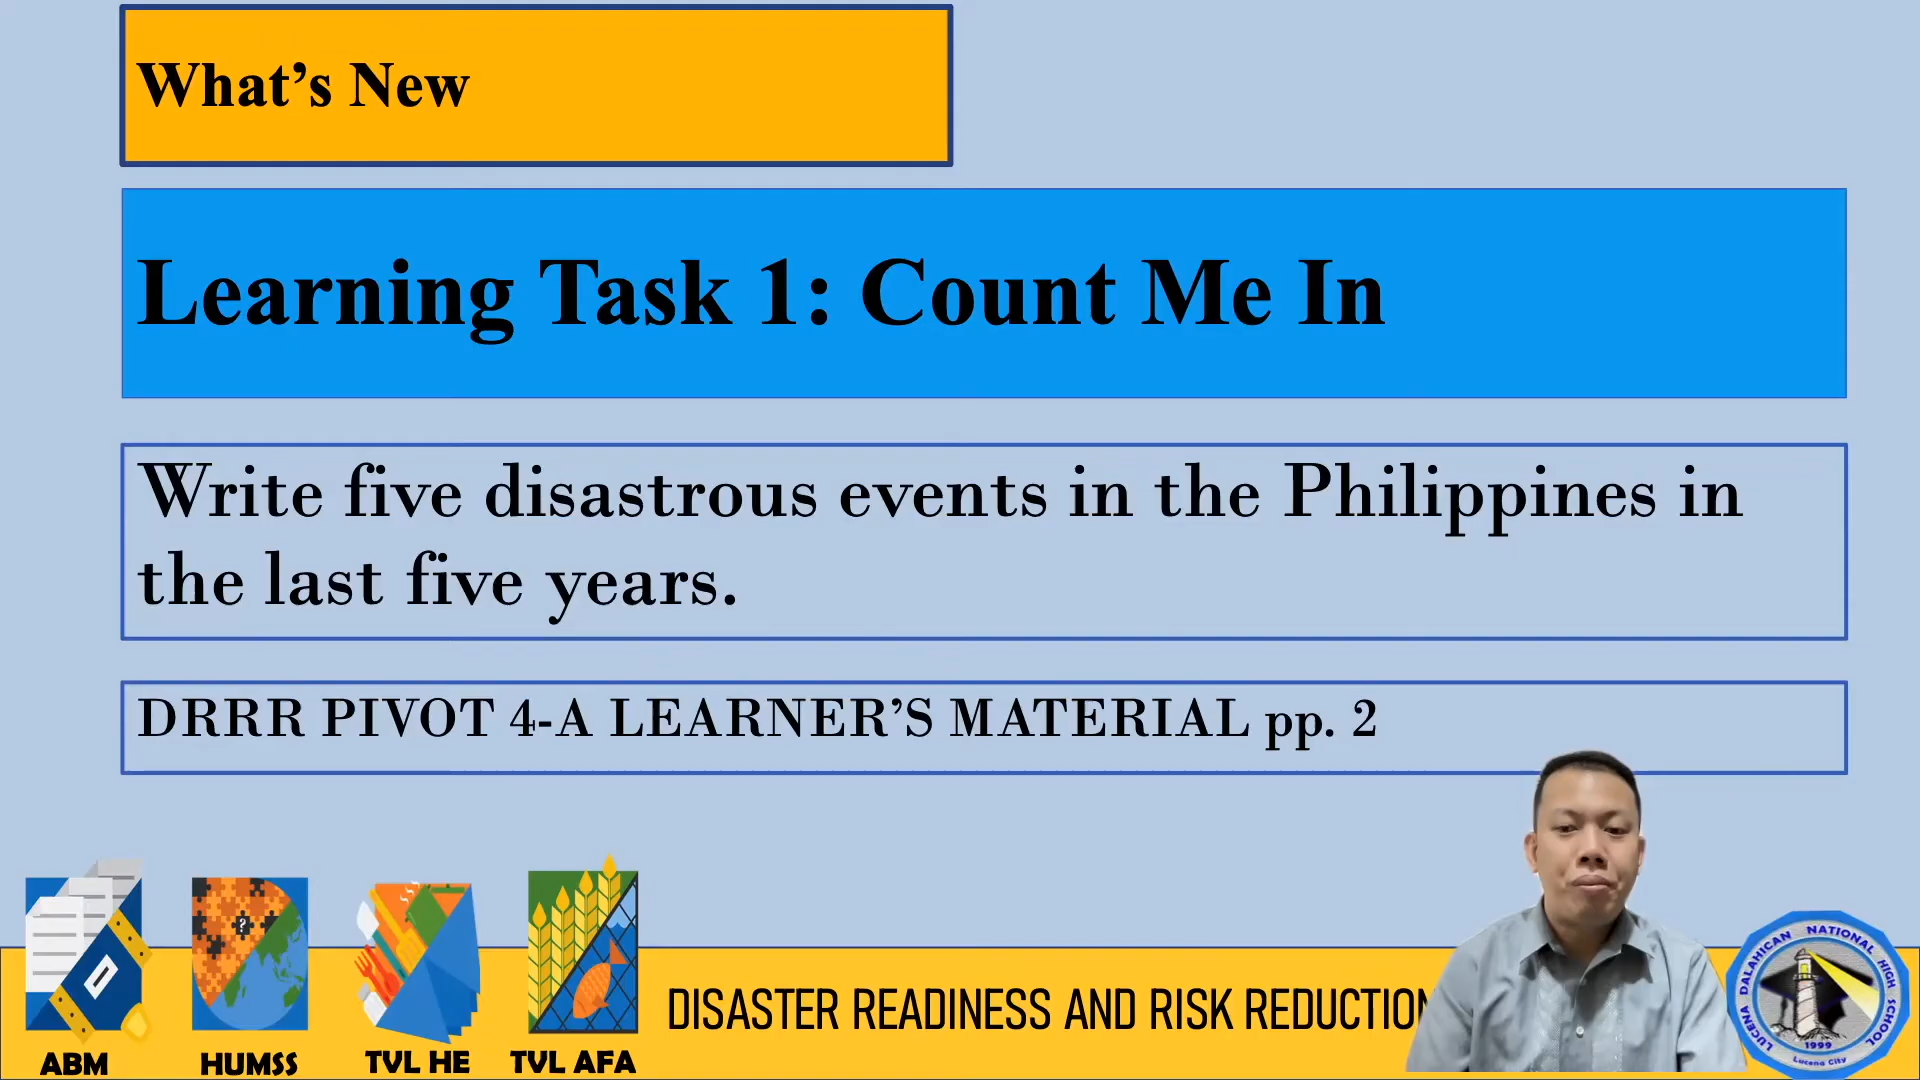 What's New
Learning Task 1: Count Me In
Write five disastrous events in the Philippines in
the last five years.
DRRR PIVOT 4-A LEARNER'S MATERIAL pp. 2
?
ABM
HUMSS
TVL HE
TVL AFA
DISASTER READINESS AND RISK REDUCTION
LUCENA DALAHICAN NATIONAL HIGH SCHOOL
1999
Lucena City